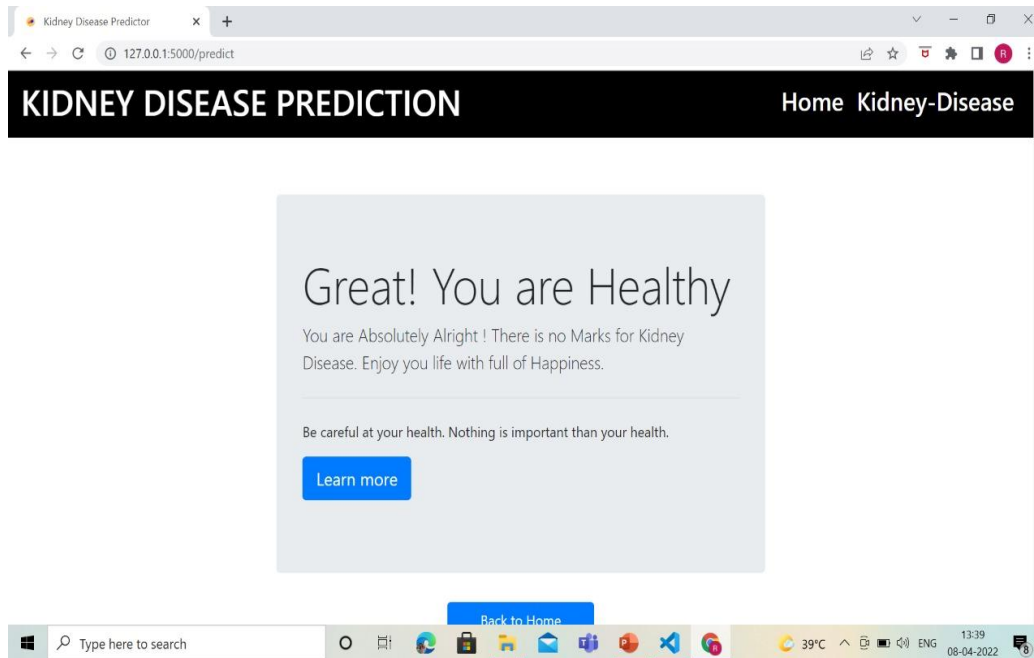 Kidney Disease Predictor
127.0.0.1:5000/predict
R
KIDNEY DISEASE PREDICTION
Home Kidney-Disease
Great! You are Healthy
You are Absolutely Alright ! There is no Marks for Kidney
Disease. Enjoy you life with full of Happiness.
Be careful at your health. Nothing is important than your health.
Learn more
Back to Home
Type here to search
39°C
ENG
13:39
08-04-2022